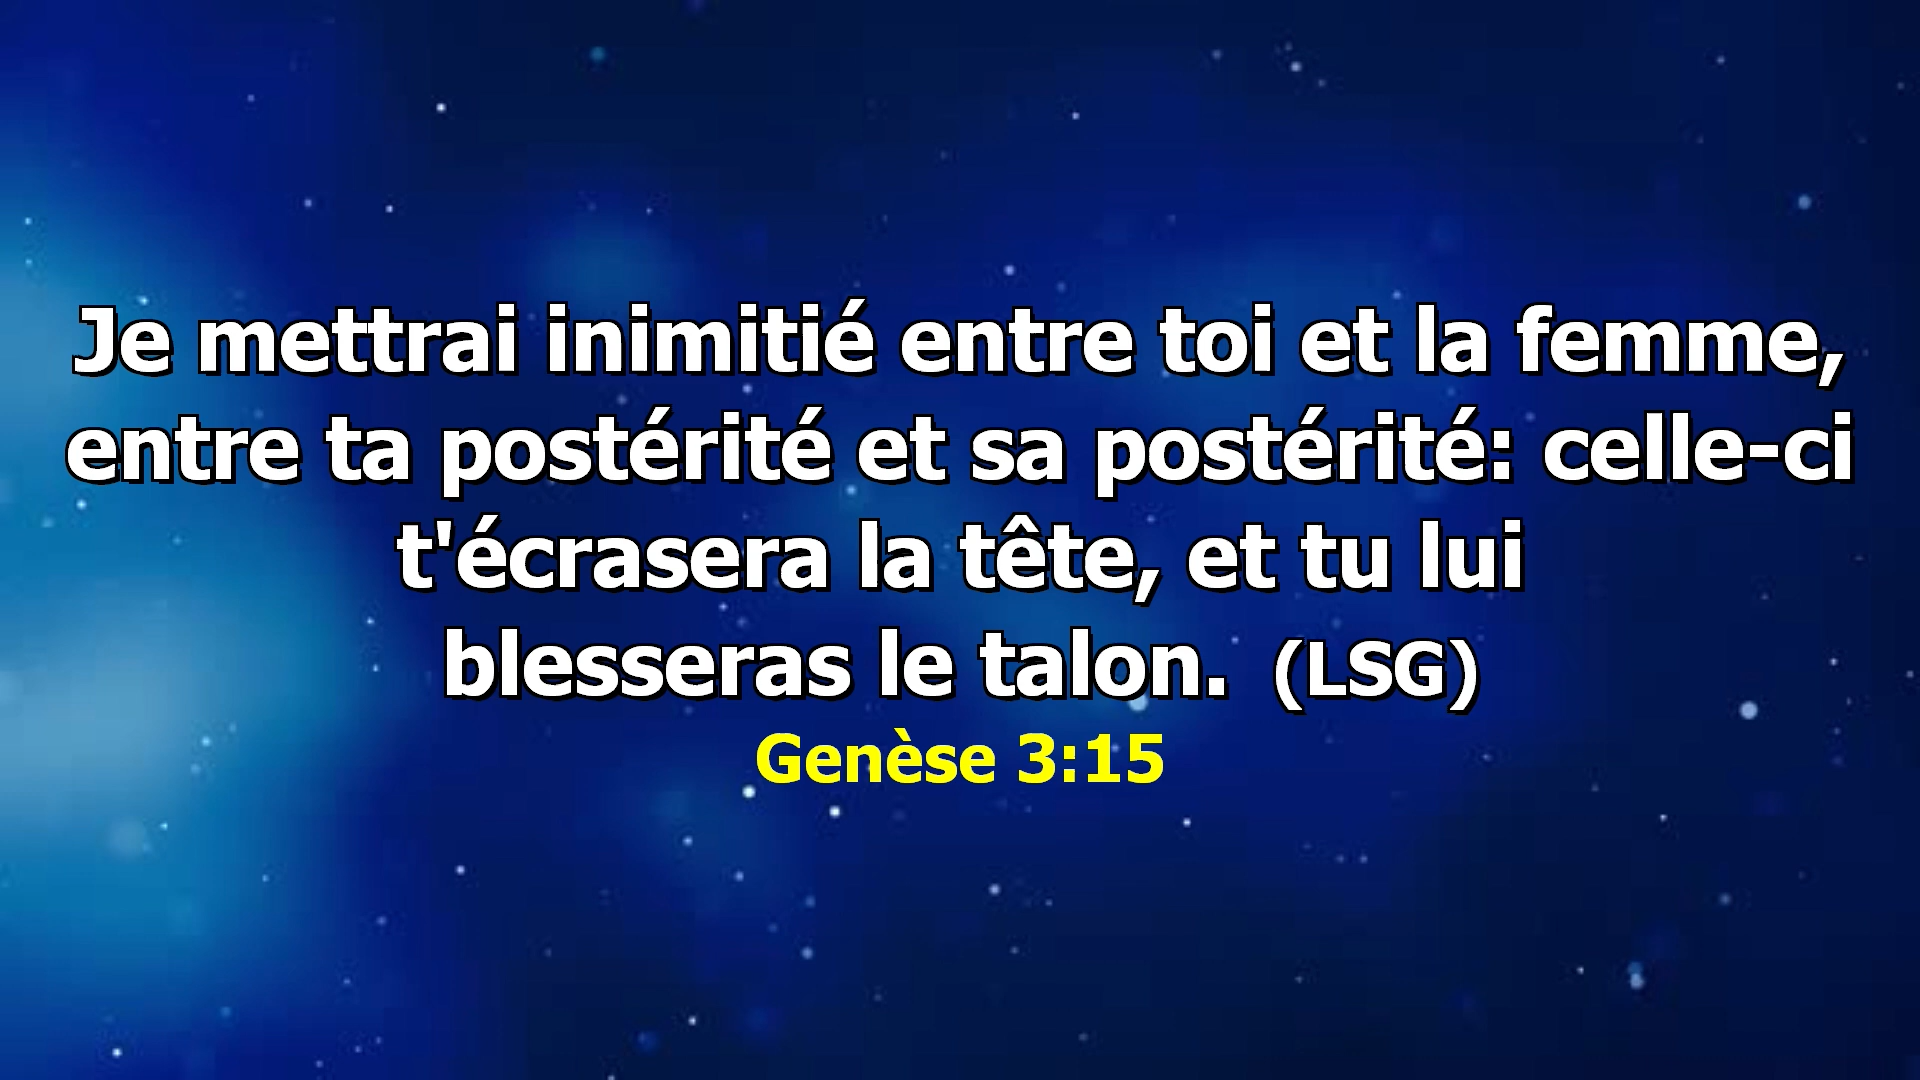 Je mettrai inimitié entre toi et la femme,
entre ta postérité et sa postérité: celle-ci
t'écrasera la tête, et tu lui
blesseras le talon. (LSG)
Genèse 3:15